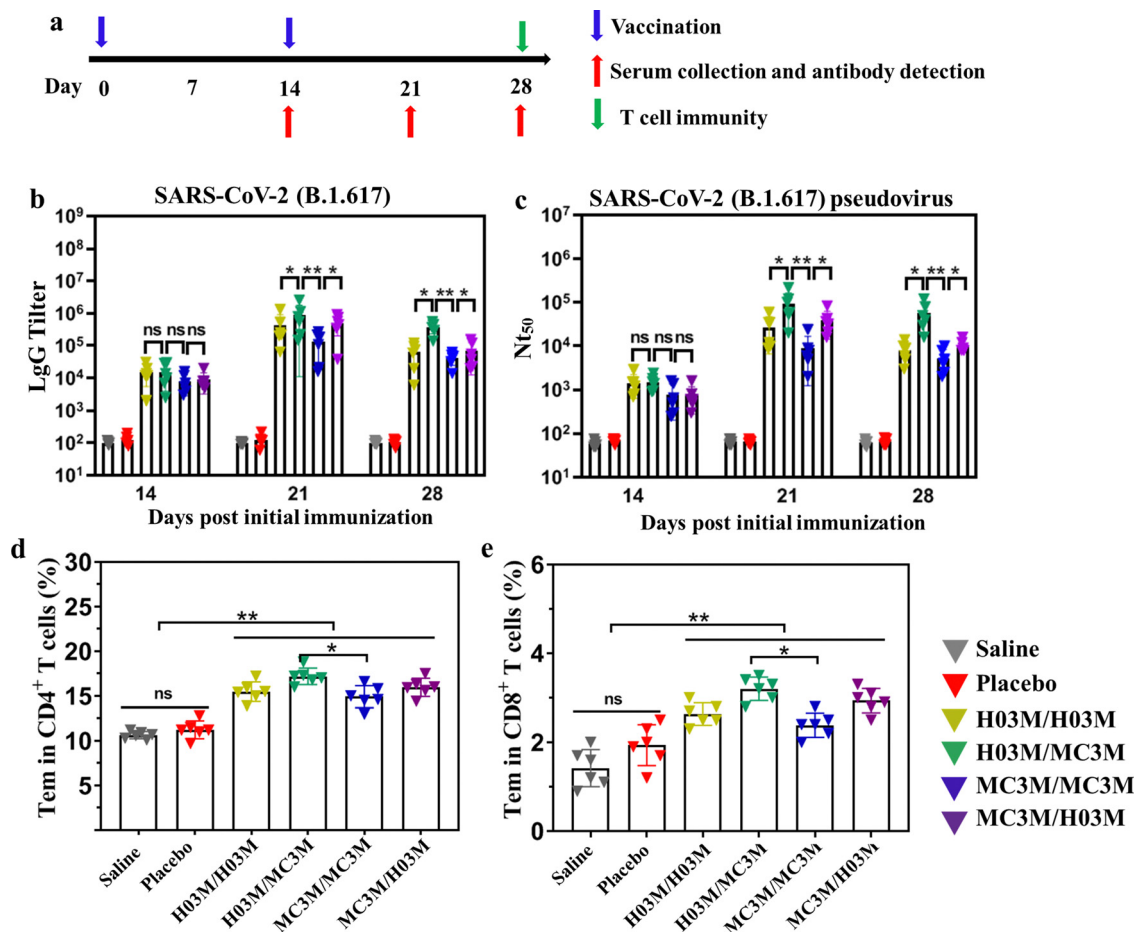 a
Vaccination
Serum collection and antibody detection
T cell immunity
Day 0 7 14 21 28
b
SARS-CoV-2 (B.1.617)
LgG Tilter
10⁹
10⁸
10⁷
10⁶
10⁵
10⁴
10³
10²
10¹
ns ns ns
* ** *
* ** *
14 21 28
Days post initial immunization
c
SARS-CoV-2 (B.1.617) pseudovirus
Nt₅₀
10⁷
10⁶
10⁵
10⁴
10³
10²
10¹
ns ns ns
* ** *
* ** *
14 21 28
Days post initial immunization
d
Tem in CD4⁺ T cells (%)
30
25
20
15
10
5
**
*
ns
Saline
Placebo
H03M/H03M
H03M/MC3M
MC3M/MC3M
MC3M/H03M
e
Tem in CD8⁺ T cells (%)
6
4
2
0
**
*
ns
Saline
Placebo
H03M/H03M
H03M/MC3M
MC3M/MC3M
MC3M/H03M
Saline
Placebo
H03M/H03M
H03M/MC3M
MC3M/MC3M
MC3M/H03M